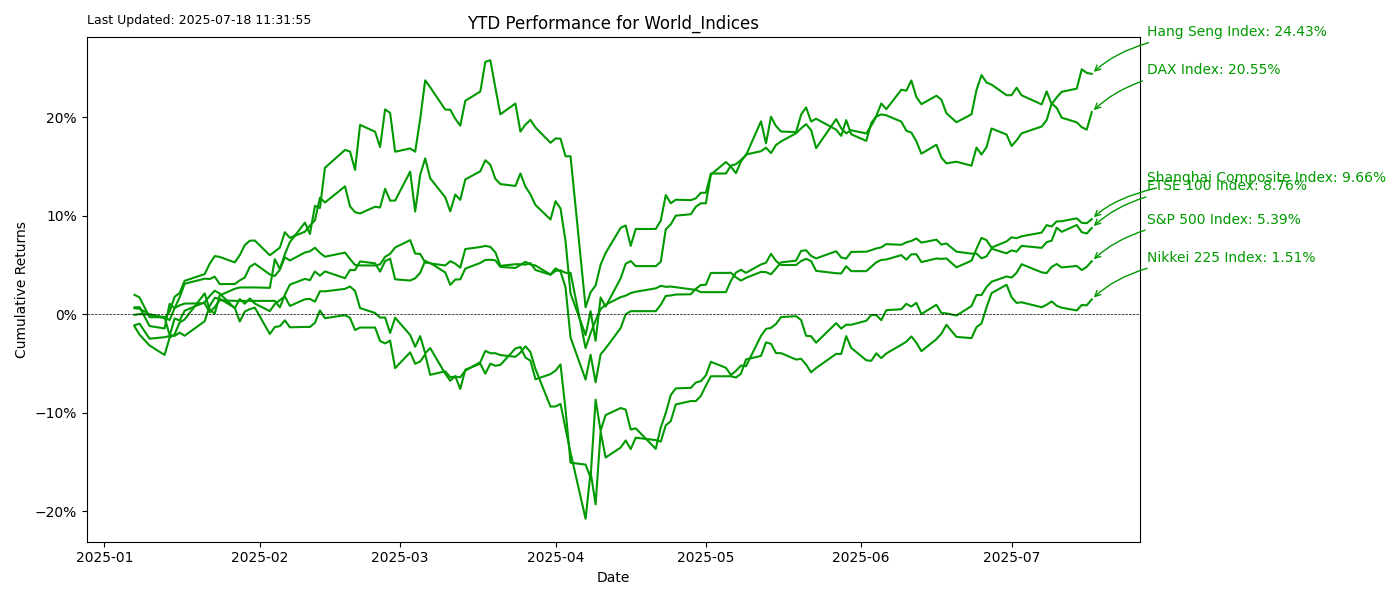 Last Updated: 2025-07-18 11:31:55
YTD Performance for World_Indices
Hang Seng Index: 24.43%
DAX Index: 20.55%
Shanghai Composite Index: 9.66%
FTSE 100 Index: 8.76%
S&P 500 Index: 5.39%
Nikkei 225 Index: 1.51%
Cumulative Returns
20%
10%
0%
−10%
−20%
2025-01
2025-02
2025-03
2025-04
2025-05
2025-06
2025-07
Date